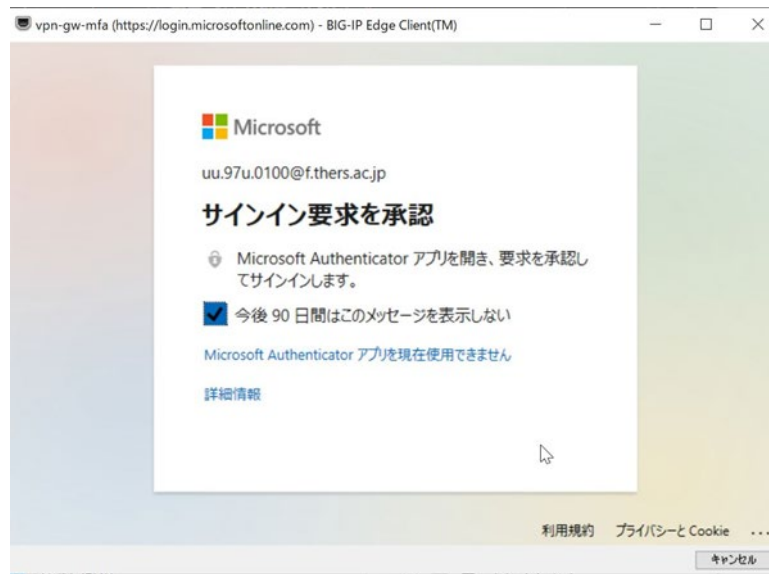 vpn-gw-mfa (https://login.microsoftonline.com) - BIG-IP Edge Client(TM)
Microsoft
uu.97u.0100@f.thers.ac.jp
サインイン要求を承認
Microsoft Authenticator アプリを開き、要求を承認し
てサインインします。
今後 90 日間はこのメッセージを表示しない
Microsoft Authenticator アプリを現在使用できません
詳細情報
利用規約 プライバシーと Cookie ...
キャンセル